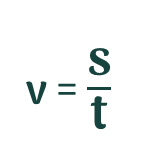 v = s/t